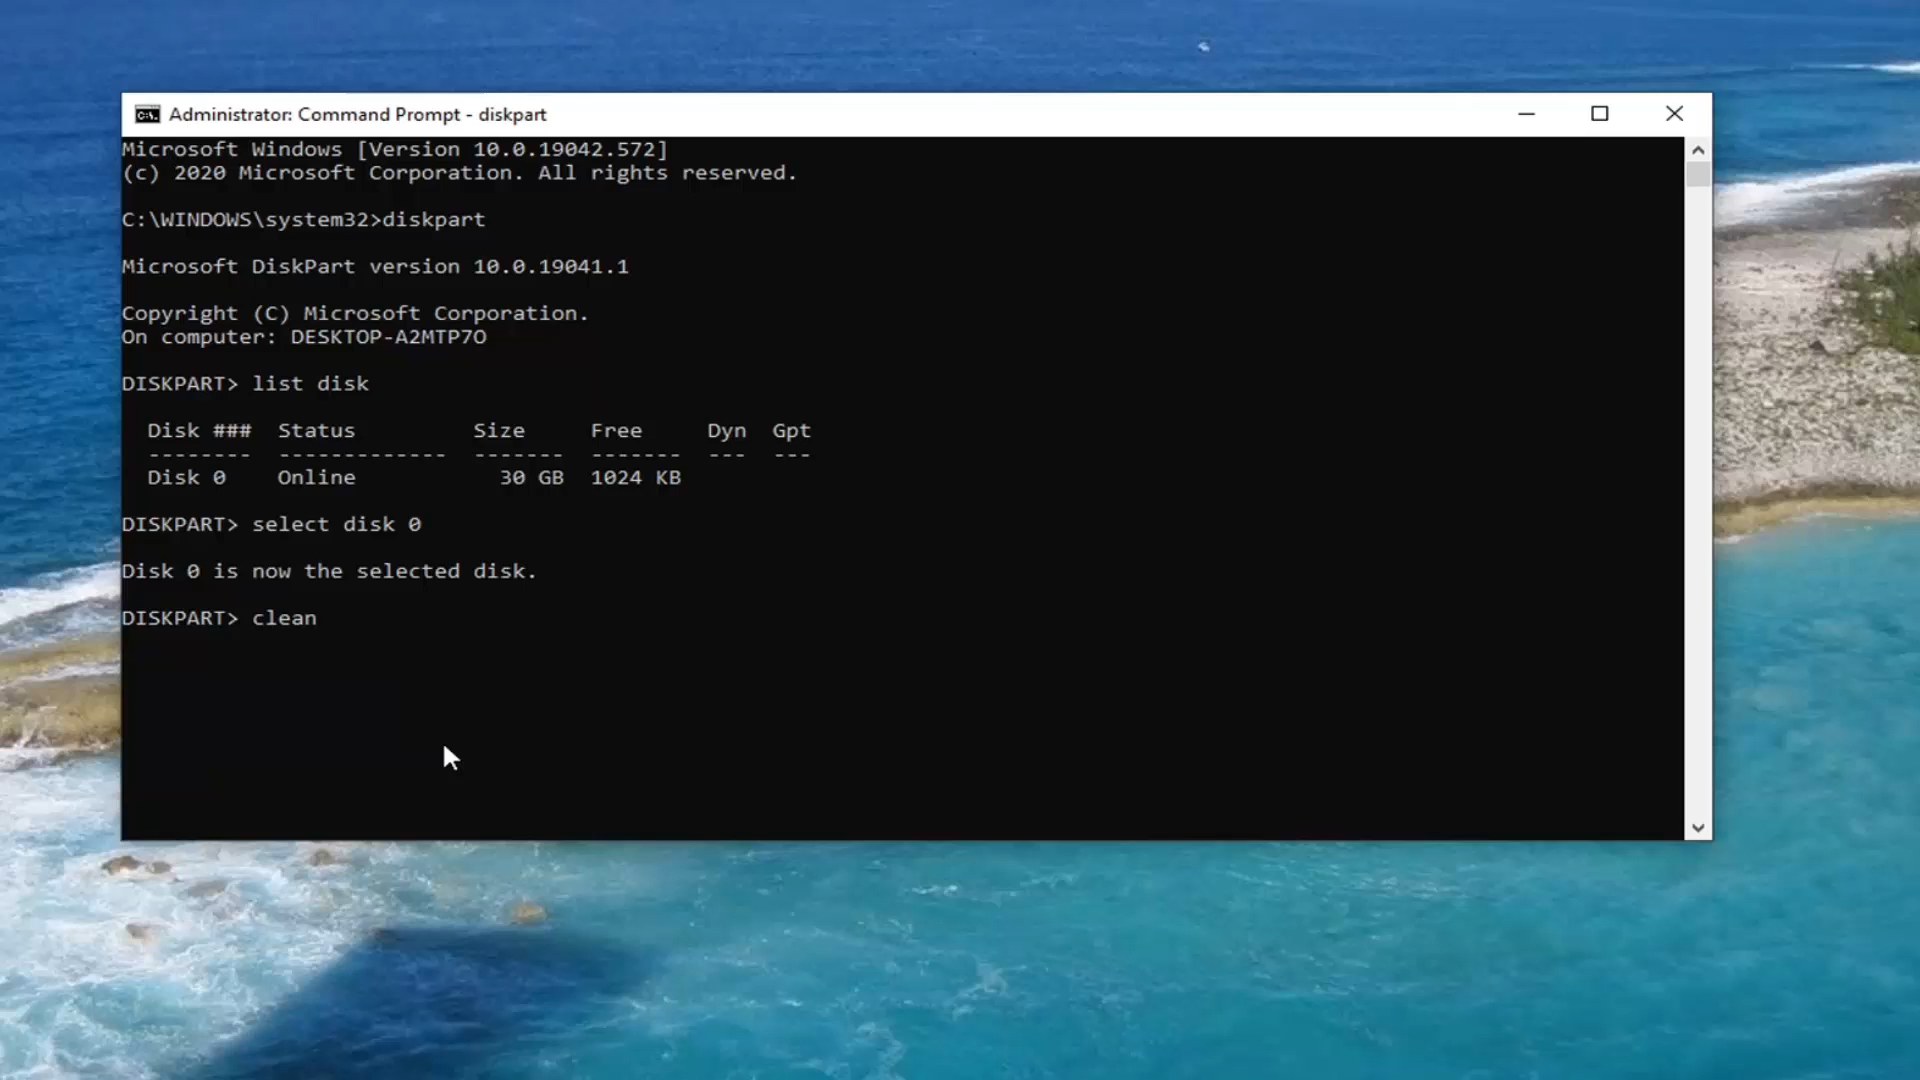 Administrator: Command Prompt - diskpart
Microsoft Windows [Version 10.0.19042.572]
(c) 2020 Microsoft Corporation. All rights reserved.
C:\WINDOWS\system32>diskpart
Microsoft DiskPart version 10.0.19041.1
Copyright (C) Microsoft Corporation.
On computer: DESKTOP-A2MTP7O
DISKPART> list disk
Disk ###  Status         Size     Free     Dyn  Gpt
--------  -------------  -------  -------  ---  ---
Disk 0    Online           30 GB  1024 KB
DISKPART> select disk 0
Disk 0 is now the selected disk.
DISKPART> clean